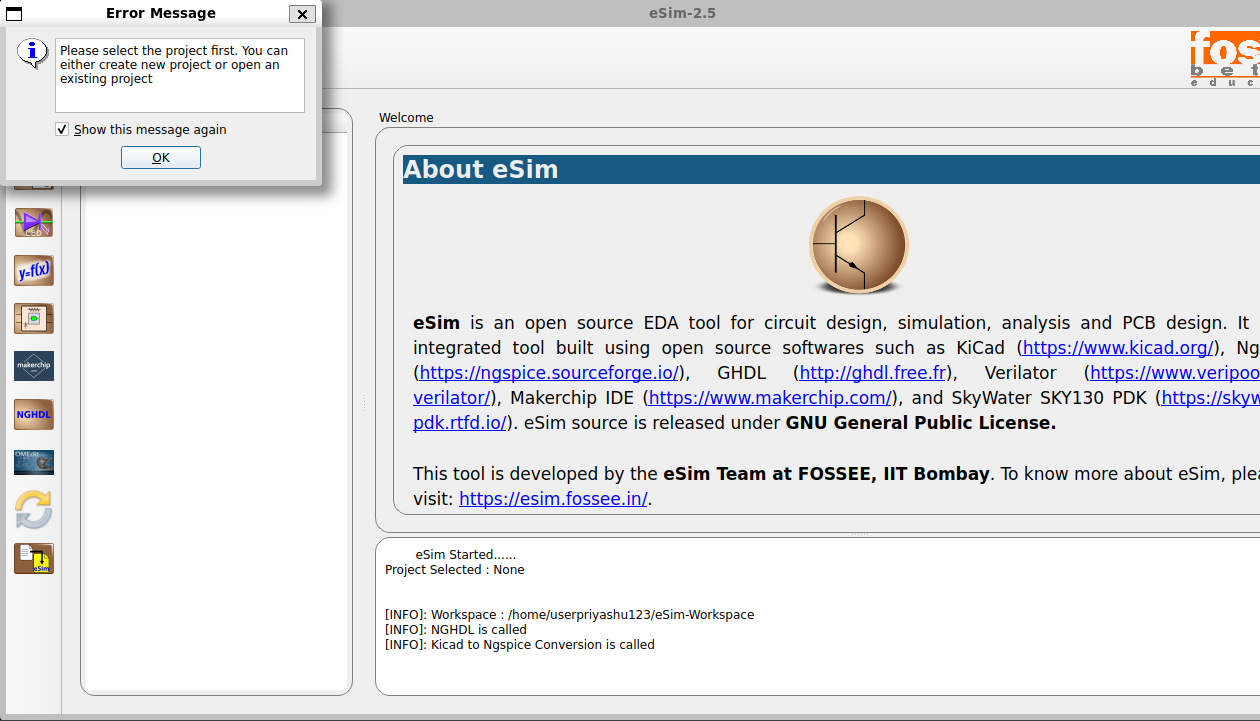 Error Message
eSim-2.5
Please select the project first. You can
either create new project or open an
existing project
Show this message again
OK
fos
b e t
e d u c
Welcome
About eSim
eSim is an open source EDA tool for circuit design, simulation, analysis and PCB design. It
integrated tool built using open source softwares such as KiCad (https://www.kicad.org/), Ng
(https://ngspice.sourceforge.io/), GHDL (http://ghdl.free.fr), Verilator (https://www.veripoo
verilator/), Makerchip IDE (https://www.makerchip.com/), and SkyWater SKY130 PDK (https://skyw
pdk.rtfd.io/). eSim source is released under GNU General Public License.
This tool is developed by the eSim Team at FOSSEE, IIT Bombay. To know more about eSim, plea
visit: https://esim.fossee.in/.
y=f(x)
makerchip
NGHDL
OMEdit
eSim
eSim Started......
Project Selected : None
[INFO]: Workspace : /home/userpriyashu123/eSim-Workspace
[INFO]: NGHDL is called
[INFO]: Kicad to Ngspice Conversion is called